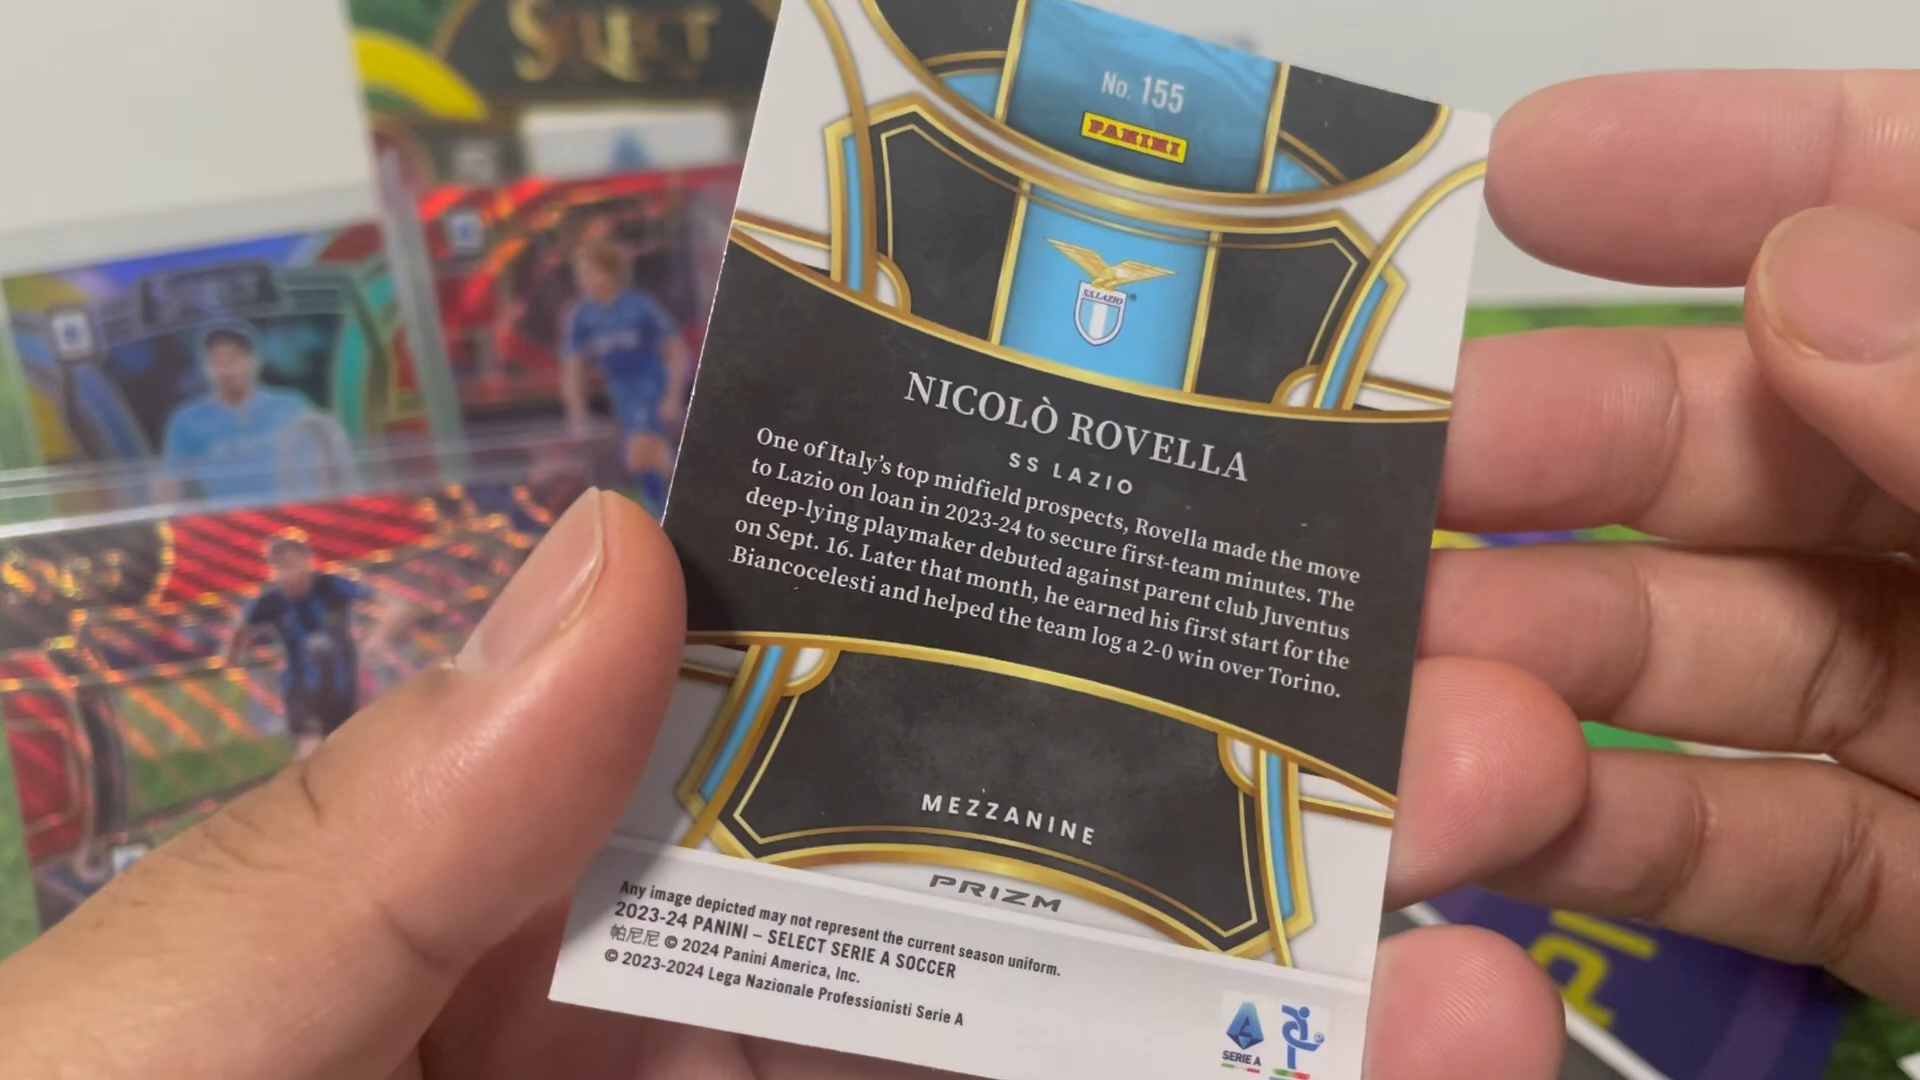 SELECT
No. 155
PANINI
S.S.LAZIO
NICOLÒ ROVELLA
SS LAZIO
One of Italy's top midfield prospects, Rovella made the move
to Lazio on loan in 2023-24 to secure first-team minutes. The
deep-lying playmaker debuted against parent club Juventus
on Sept. 16. Later that month, he earned his first start for the
Biancocelesti and helped the team log a 2-0 win over Torino.
MEZZANINE
PRIZM
Any image depicted may not represent the current season uniform.
2023-24 PANINI – SELECT SERIE A SOCCER
帕尼尼 © 2024 Panini America, Inc.
© 2023-2024 Lega Nazionale Professionisti Serie A
SERIE A